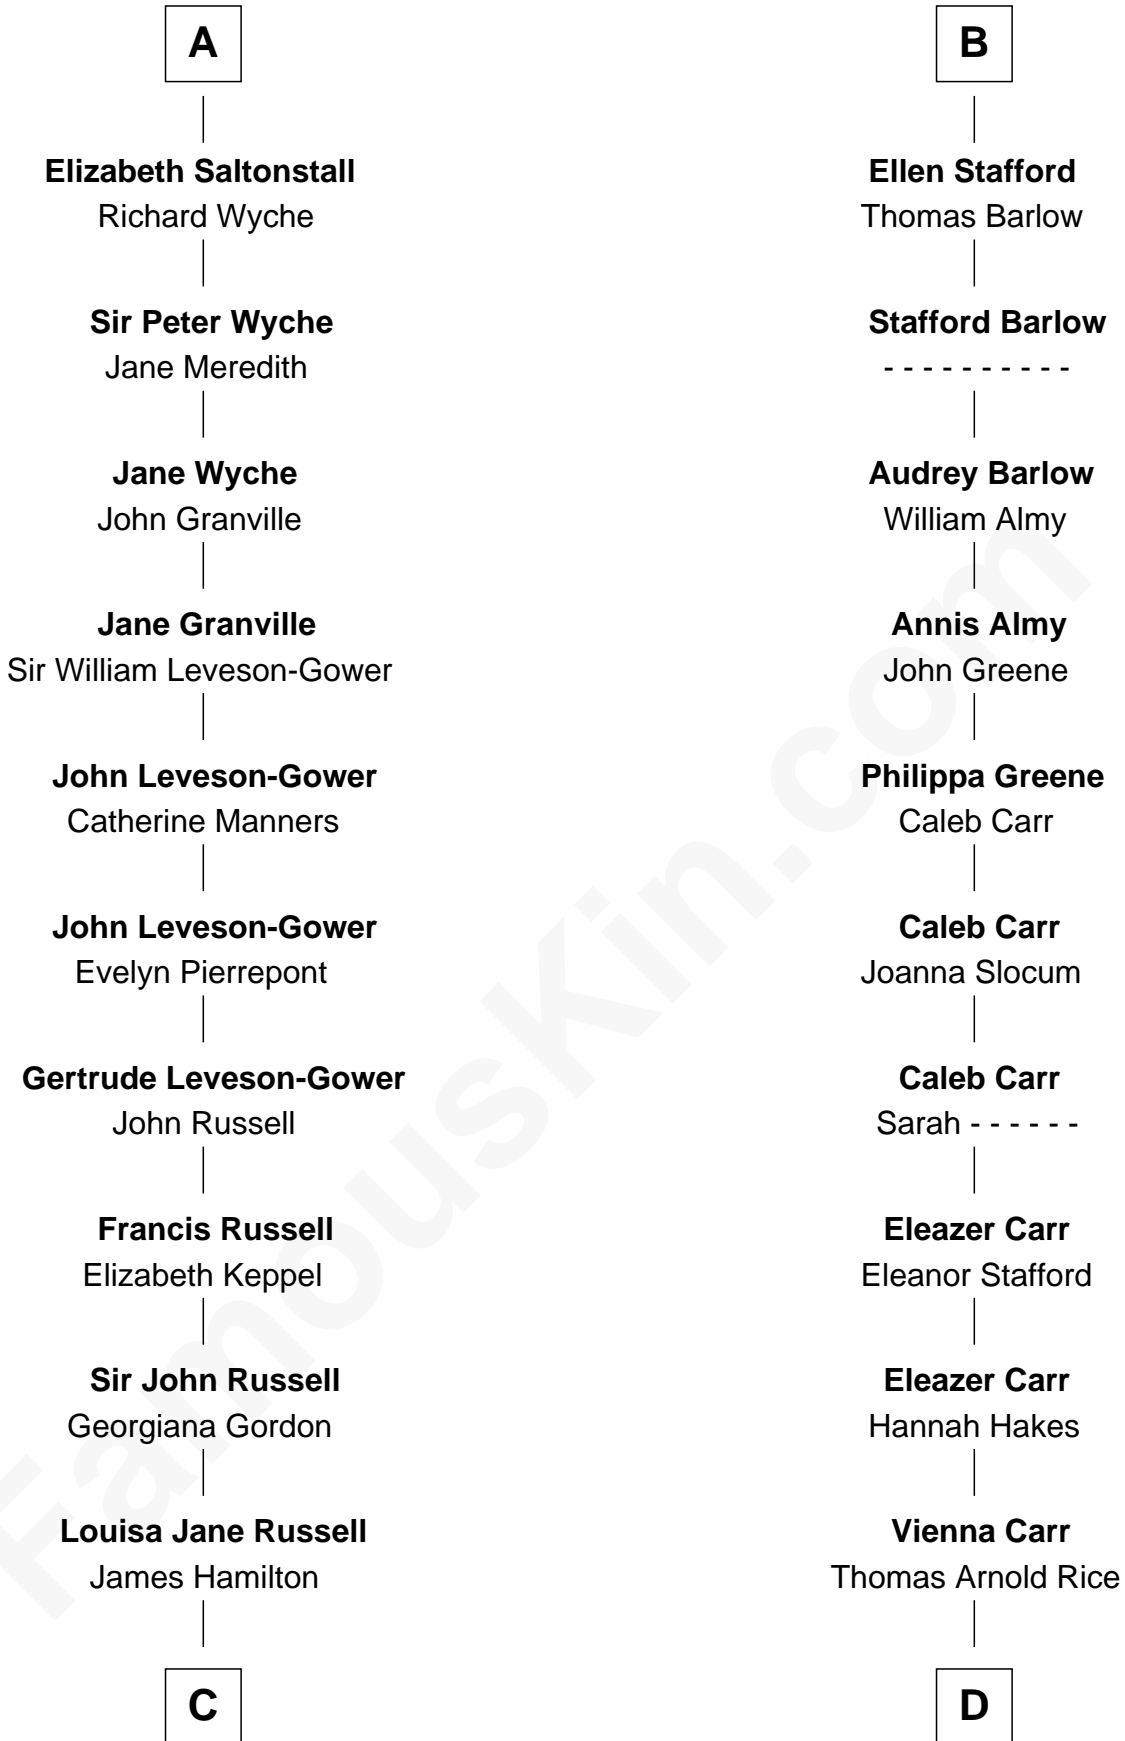 A
Elizabeth Saltonstall
Richard Wyche
Sir Peter Wyche
Jane Meredith
Jane Wyche
John Granville
Jane Granville
Sir William Leveson-Gower
John Leveson-Gower
Catherine Manners
John Leveson-Gower
Evelyn Pierrepont
Gertrude Leveson-Gower
John Russell
Francis Russell
Elizabeth Keppel
Sir John Russell
Georgiana Gordon
Louisa Jane Russell
James Hamilton
C
B
Ellen Stafford
Thomas Barlow
Stafford Barlow
- - - - - - - - - -
Audrey Barlow
William Almy
Annis Almy
John Greene
Philippa Greene
Caleb Carr
Caleb Carr
Joanna Slocum
Caleb Carr
Sarah - - - - - -
Eleazer Carr
Eleanor Stafford
Eleazer Carr
Hannah Hakes
Vienna Carr
Thomas Arnold Rice
D
FamousKin.com